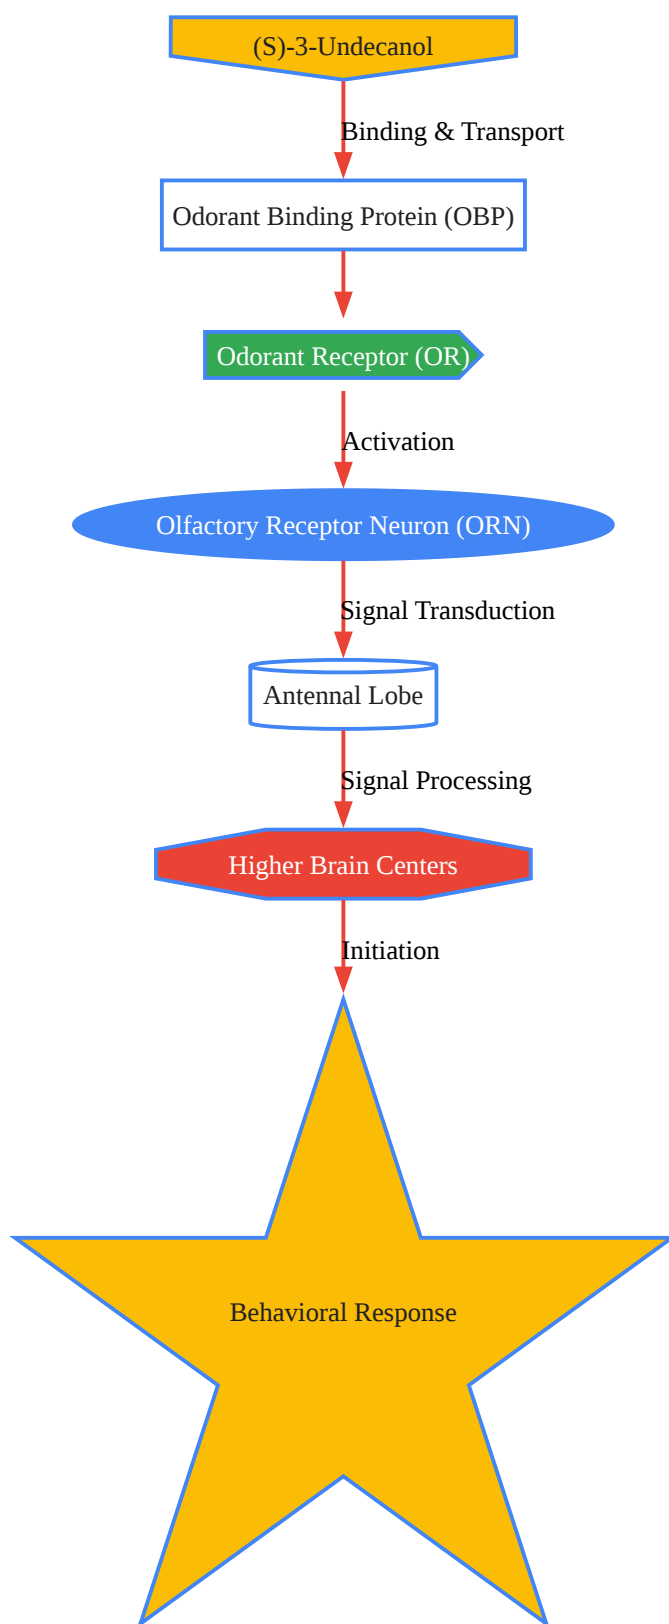 (S)-3-Undecanol
Binding & Transport
Odorant Binding Protein (OBP)
Odorant Receptor (OR)
Activation
Olfactory Receptor Neuron (ORN)
Signal Transduction
Antennal Lobe
Signal Processing
Higher Brain Centers
Initiation
Behavioral Response